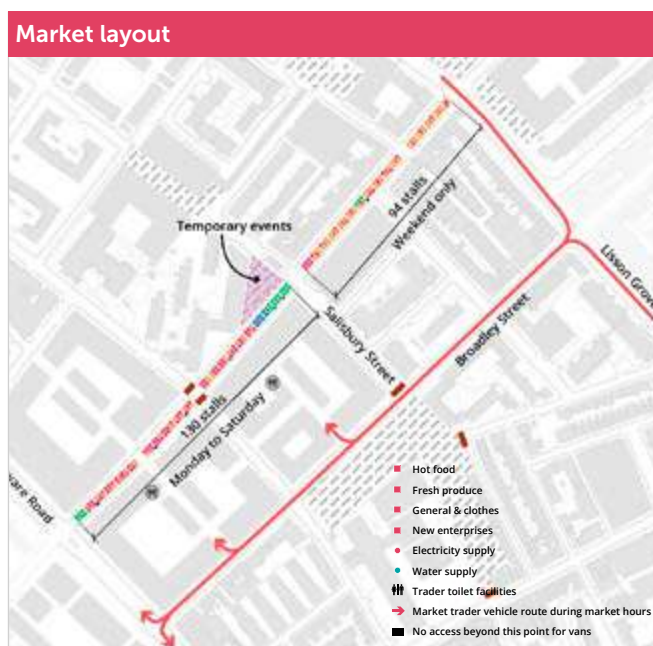 Market layout
94 stalls
Weekend only
Temporary events
Lisson Grove
Salisbury Street
Broadley Street
130 stalls
Monday to Saturday
ware Road
Hot food
Fresh produce
General & clothes
New enterprises
Electricity supply
Water supply
Trader toilet facilities
Market trader vehicle route during market hours
No access beyond this point for vans